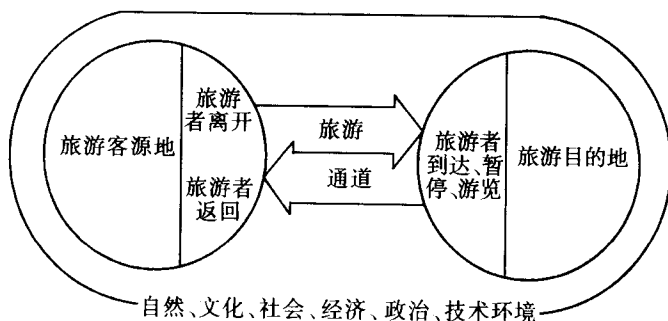 旅游客源地
旅游
者离开
旅游者
返回
旅游
通道
旅游者
到达、暂
停、游览
旅游目的地
自然、文化、社会、经济、政治、技术环境